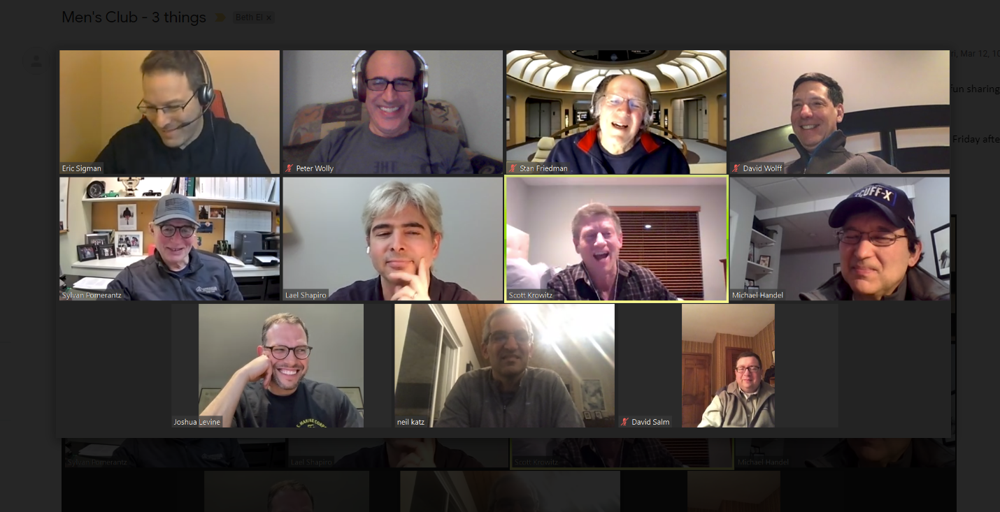 Men's Club - 3 things
Beth El x
ri, Mar 12, 10
fun sharing
Friday afte
Eric Sigman
Peter Wolly
Stan Friedman
David Wolff
CUFF-X
Sylvan Pomerantz
Lael Shapiro
Scott Krowitz
Michael Handel
S. MARINE CORPS
Joshua Levine
neil katz
David Salm
Sylvan Pomerantz
Lael Shapiro
Scott Krowitz
Michael Handel